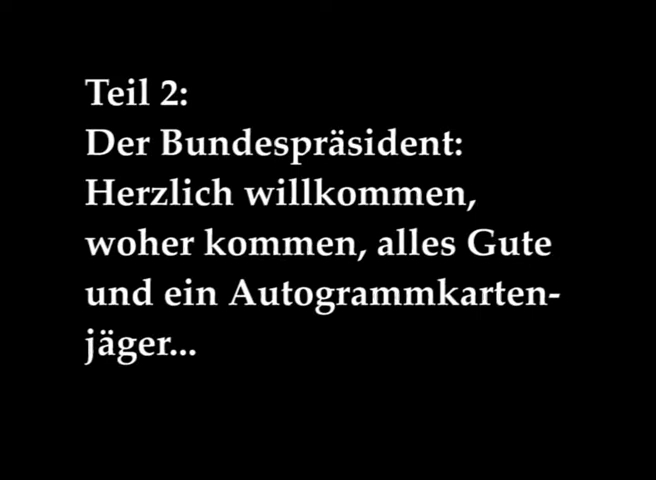 Teil 2:
Der Bundespräsident:
Herzlich willkommen,
woher kommen, alles Gute
und ein Autogrammkarten-
jäger...